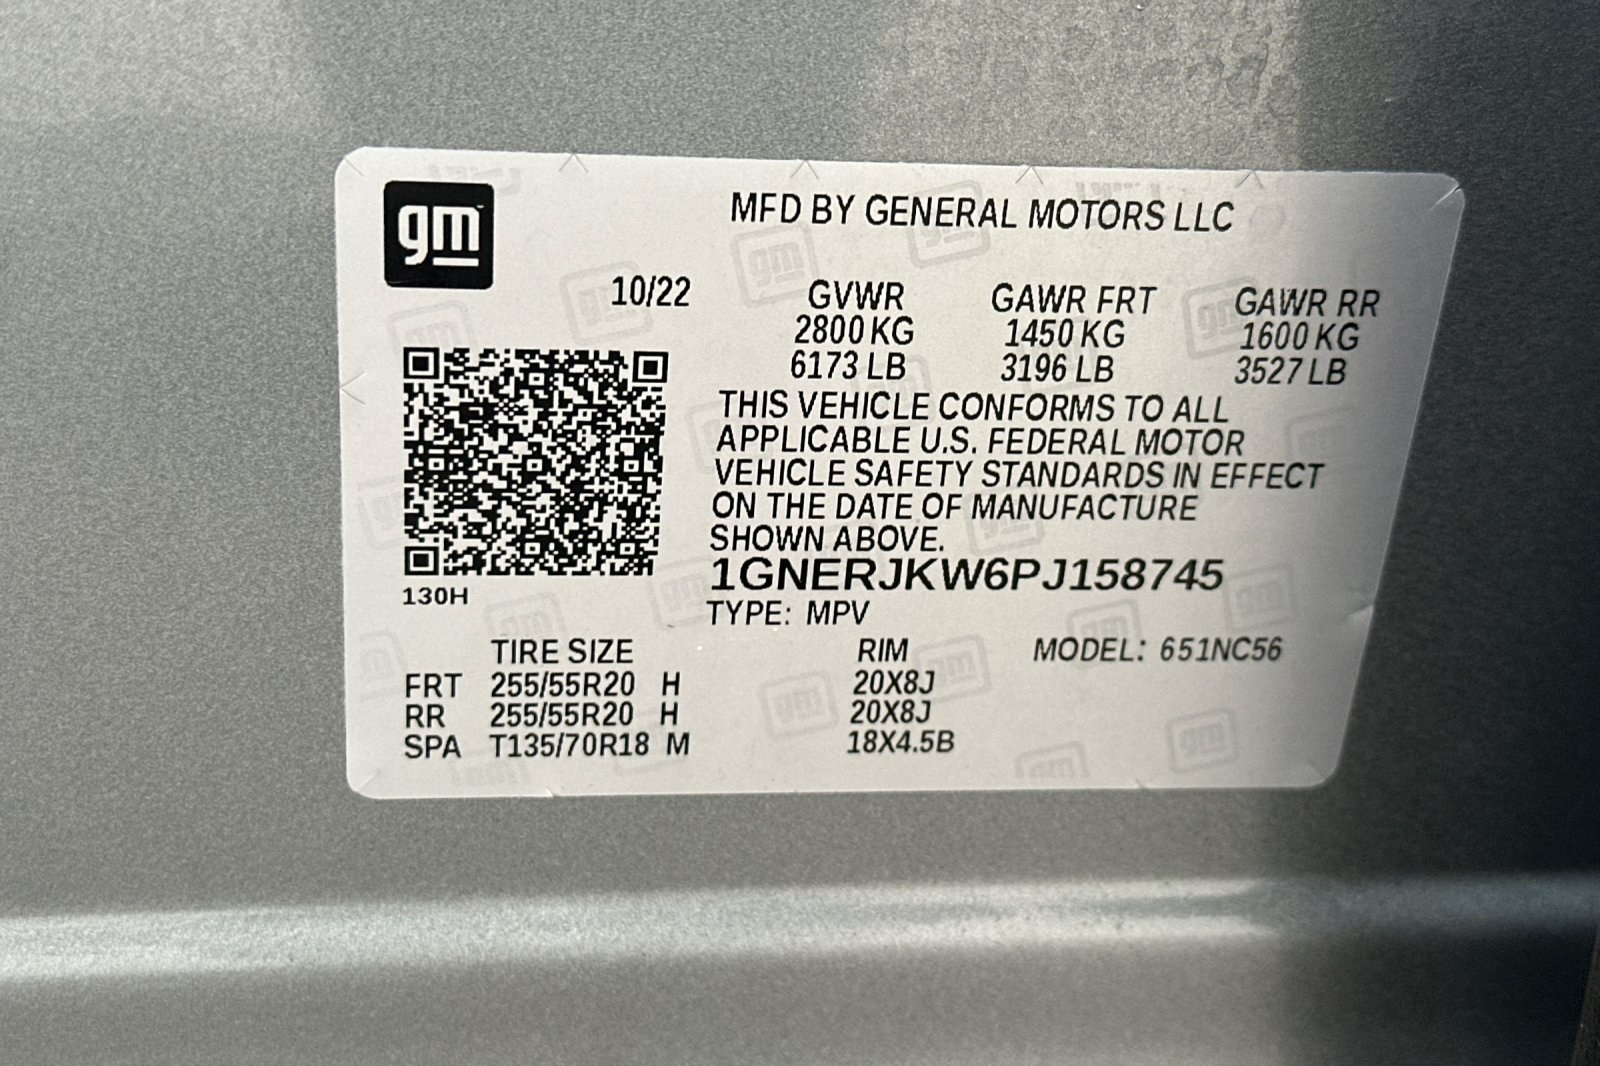 gm
MFD BY GENERAL MOTORS LLC
10/22 GVWR GAWR FRT GAWR RR
2800 KG 1450 KG 1600 KG
6173 LB 3196 LB 3527 LB
THIS VEHICLE CONFORMS TO ALL
APPLICABLE U.S. FEDERAL MOTOR
VEHICLE SAFETY STANDARDS IN EFFECT
ON THE DATE OF MANUFACTURE
SHOWN ABOVE.
1GNERJKW6PJ158745
130H
TYPE: MPV
TIRE SIZE RIM MODEL: 651NC56
FRT 255/55R20 H 20X8J
RR 255/55R20 H 20X8J
SPA T135/70R18 M 18X4.5B